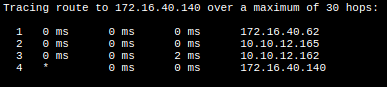 Tracing route to 172.16.40.140 over a maximum of 30 hops:
1 0 ms 0 ms 0 ms 172.16.40.62
2 0 ms 0 ms 0 ms 10.10.12.165
3 0 ms 0 ms 2 ms 10.10.12.162
4 * 0 ms 0 ms 172.16.40.140